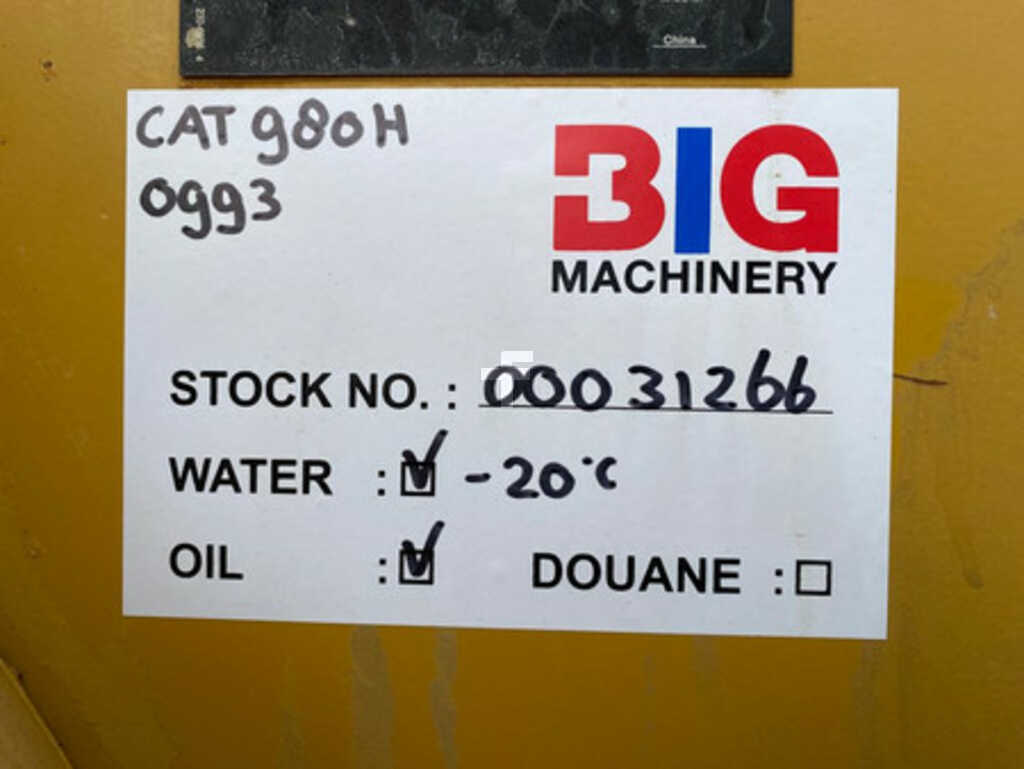 China
CAT 980H
0993
BIG
MACHINERY
STOCK NO. : 00031266
WATER : ☑ -20°C
OIL : ☑ DOUANE : ☐